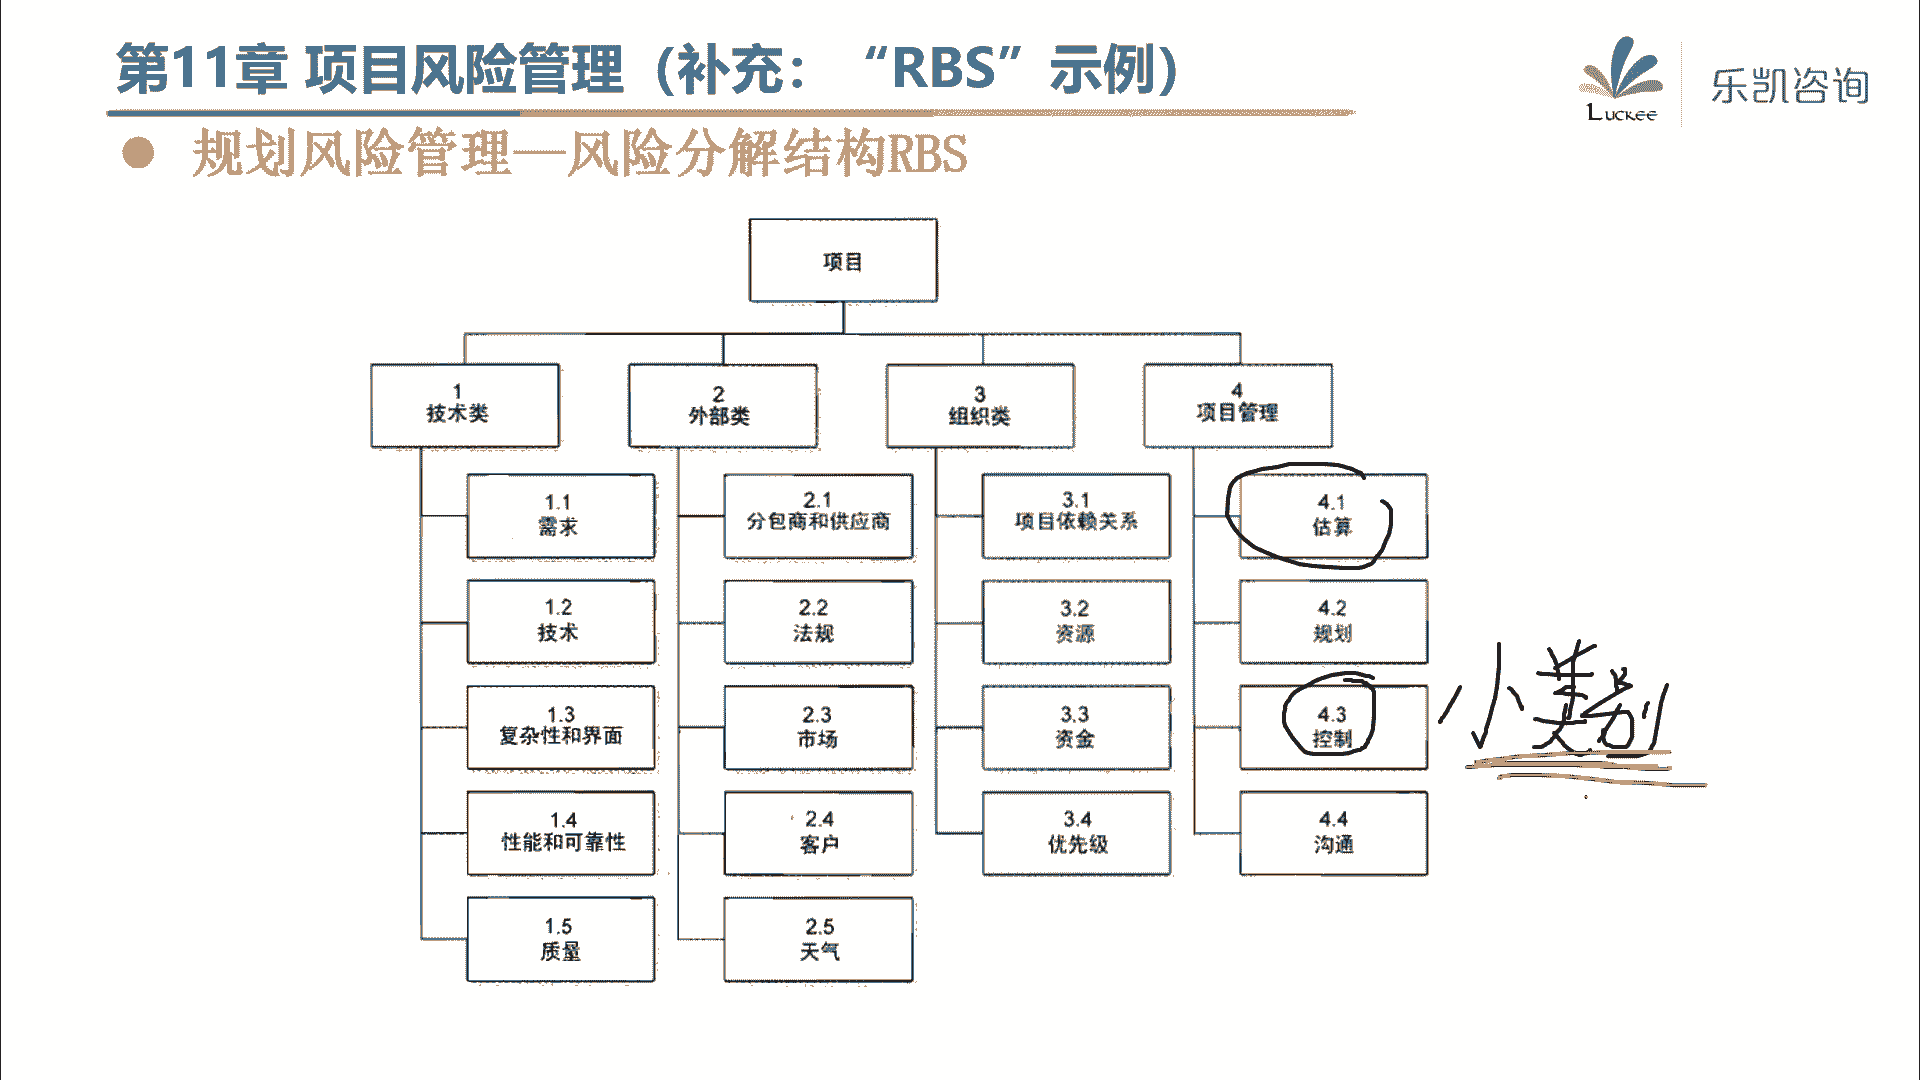 第11章 项目风险管理（补充：“RBS”示例）
Luckee
乐凯咨询
规划风险管理—风险分解结构RBS
项目
1
技术类
2
外部类
3
组织类
4
项目管理
1.1
需求
2.1
分包商和供应商
3.1
项目依赖关系
4.1
估算
1.2
技术
2.2
法规
3.2
资源
4.2
规划
1.3
复杂性和界面
2.3
市场
3.3
资金
4.3
控制
小类别
1.4
性能和可靠性
2.4
客户
3.4
优先级
4.4
沟通
1.5
质量
2.5
天气